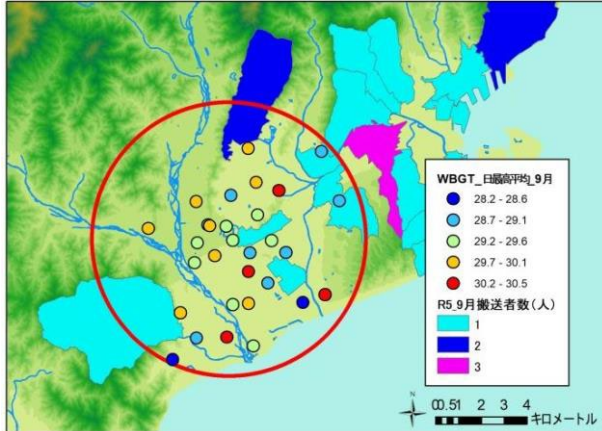 WBGT_日最高平均_9月
28.2 - 28.6
28.7 - 29.1
29.2 - 29.6
29.7 - 30.1
30.2 - 30.5
R5_9月搬送者数(人)
1
2
3
N
00.51 2 3 4
キロメートル